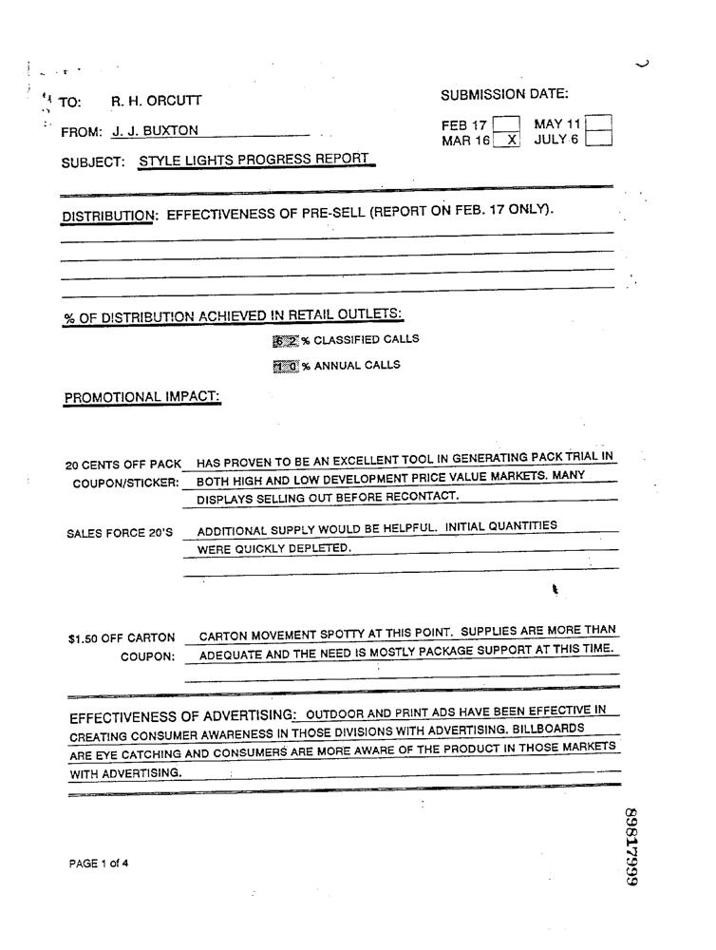 TO: R. H. ORCUTT
SUBMISSION DATE:
FROM: J. J. BUXTON
FEB 17 MAY 11
MAR 16 X JULY 6
SUBJECT: STYLE LIGHTS PROGRESS REPORT
DISTRIBUTION: EFFECTIVENESS OF PRE-SELL (REPORT ON FEB. 17 ONLY).
% OF DISTRIBUTION ACHIEVED IN RETAIL OUTLETS:
62 % CLASSIFIED CALLS
10 % ANNUAL CALLS
PROMOTIONAL IMPACT:
20 CENTS OFF PACK HAS PROVEN TO BE AN EXCELLENT TOOL IN GENERATING PACK TRIAL IN
COUPON/STICKER: BOTH HIGH AND LOW DEVELOPMENT PRICE VALUE MARKETS. MANY
DISPLAYS SELLING OUT BEFORE RECONTACT.
SALES FORCE 20'S ADDITIONAL SUPPLY WOULD BE HELPFUL. INITIAL QUANTITIES
WERE QUICKLY DEPLETED.
$1.50 OFF CARTON CARTON MOVEMENT SPOTTY AT THIS POINT. SUPPLIES ARE MORE THAN
COUPON: ADEQUATE AND THE NEED IS MOSTLY PACKAGE SUPPORT AT THIS TIME.
EFFECTIVENESS OF ADVERTISING: OUTDOOR AND PRINT ADS HAVE BEEN EFFECTIVE IN
CREATING CONSUMER AWARENESS IN THOSE DIVISIONS WITH ADVERTISING. BILLBOARDS
ARE EYE CATCHING AND CONSUMERS ARE MORE AWARE OF THE PRODUCT IN THOSE MARKETS
WITH ADVERTISING.
89817999
PAGE 1 of 4